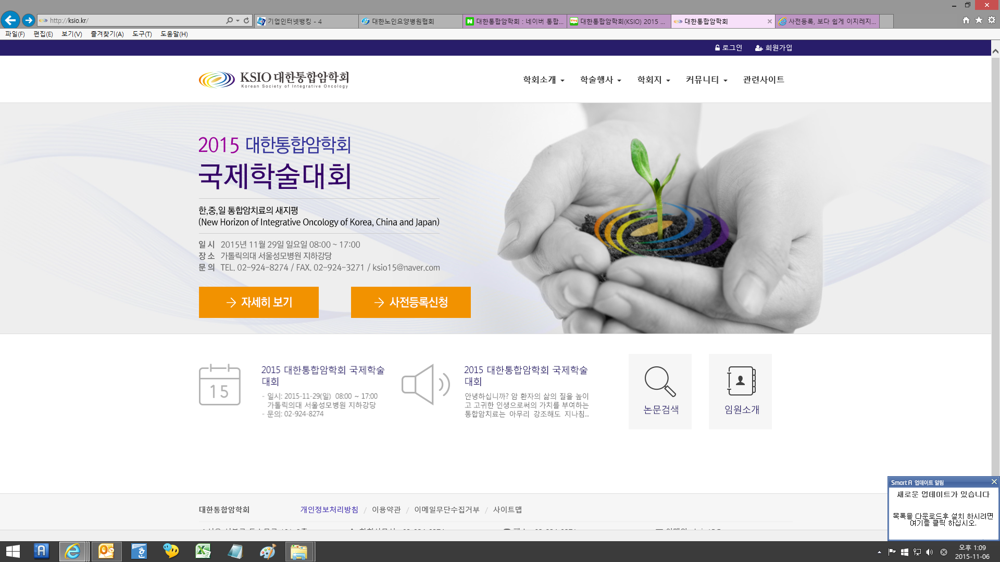 http://ksio.kr/
기업인터넷뱅킹 - 4
대한노인요양병원협회
대한통합암학회 : 네이버 통합...
대한통합암학회(KSIO) 2015 ...
대한통합암학회
사전등록, 보다 쉽게 이지레지...
파일(F) 편집(E) 보기(V) 즐겨찾기(A) 도구(T) 도움말(H)
로그인 회원가입
KSIO 대한통합암학회
Korean Society of Integrative Oncology
학회소개 학술행사 학회지 커뮤니티 관련사이트
2015 대한통합암학회
국제학술대회
한,중,일 통합암치료의 새지평
(New Horizon of Integrative Oncology of Korea, China and Japan)
일 시 2015년 11월 29일 일요일 08:00 ~ 17:00
장 소 가톨릭의대 서울성모병원 지하강당
문 의 TEL. 02-924-8274 / FAX. 02-924-3271 / ksio15@naver.com
자세히 보기
사전등록신청
15
2015 대한통합암학회 국제학술
대회
- 일시: 2015-11-29(일) 08:00 ~ 17:00
가톨릭의대 서울성모병원 지하강당
- 문의: 02-924-8274
2015 대한통합암학회 국제학술
대회
안녕하십니까? 암 환자의 삶의 질을 높이
고 고귀한 인생으로써의 가치를 부여하는
통합암치료는 아무리 강조해도 지나침...
논문검색
임원소개
대한통합암학회
개인정보처리방침 / 이용약관 / 이메일무단수집거부 / 사이트맵
Smart A 업데이트 알림
새로운 업데이트가 있습니다
목록을 다운로드후 설치 하시려면
여기를 클릭 하십시오.
오후 1:09
2015-11-06